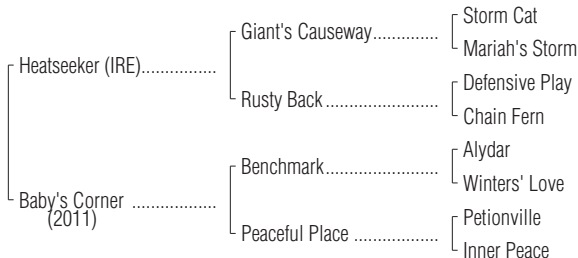 Storm Cat
Giant's Causeway..............
Mariah's Storm
Heatseeker (IRE)................
Defensive Play
Rusty Back........................
Chain Fern
Alydar
Benchmark........................
Winters' Love
Baby's Corner ..................
(2011)
Petionville
Peaceful Place ..................
Inner Peace